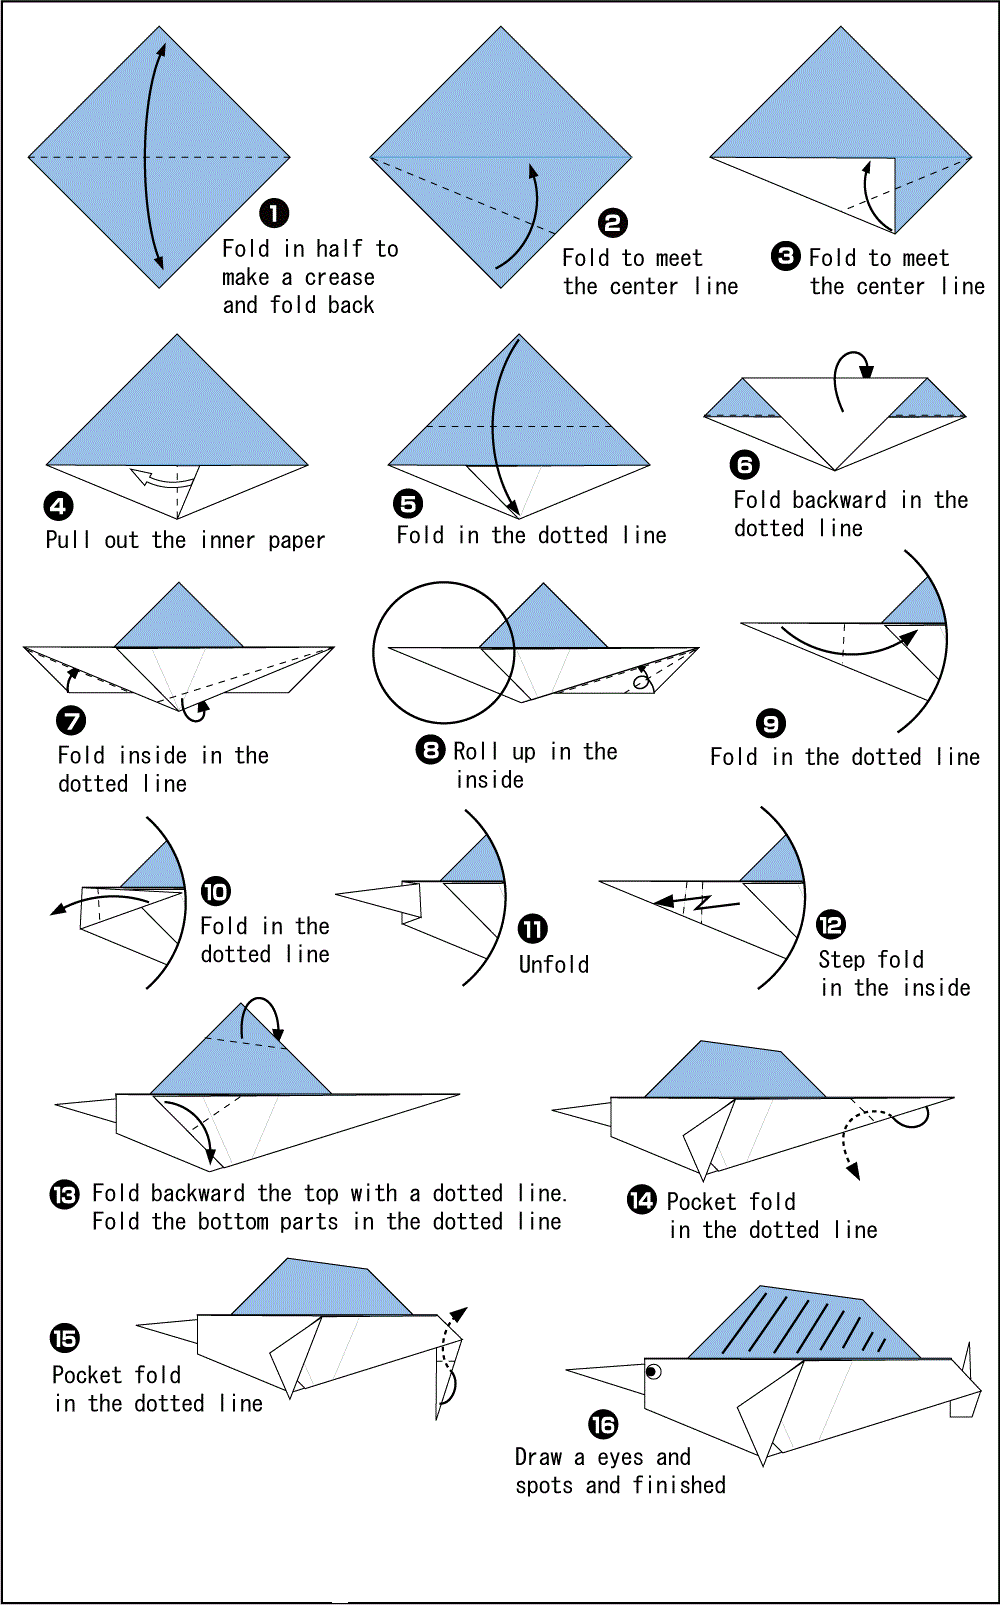 1
Fold in half to
make a crease
and fold back
2
Fold to meet
the center line
3 Fold to meet
the center line
4
Pull out the inner paper
5
Fold in the dotted line
6
Fold backward in the
dotted line
7
Fold inside in the
dotted line
8 Roll up in the
inside
9
Fold in the dotted line
10
Fold in the
dotted line
11
Unfold
12
Step fold
in the inside
13 Fold backward the top with a dotted line.
Fold the bottom parts in the dotted line
14 Pocket fold
in the dotted line
15
Pocket fold
in the dotted line
16
Draw a eyes and
spots and finished